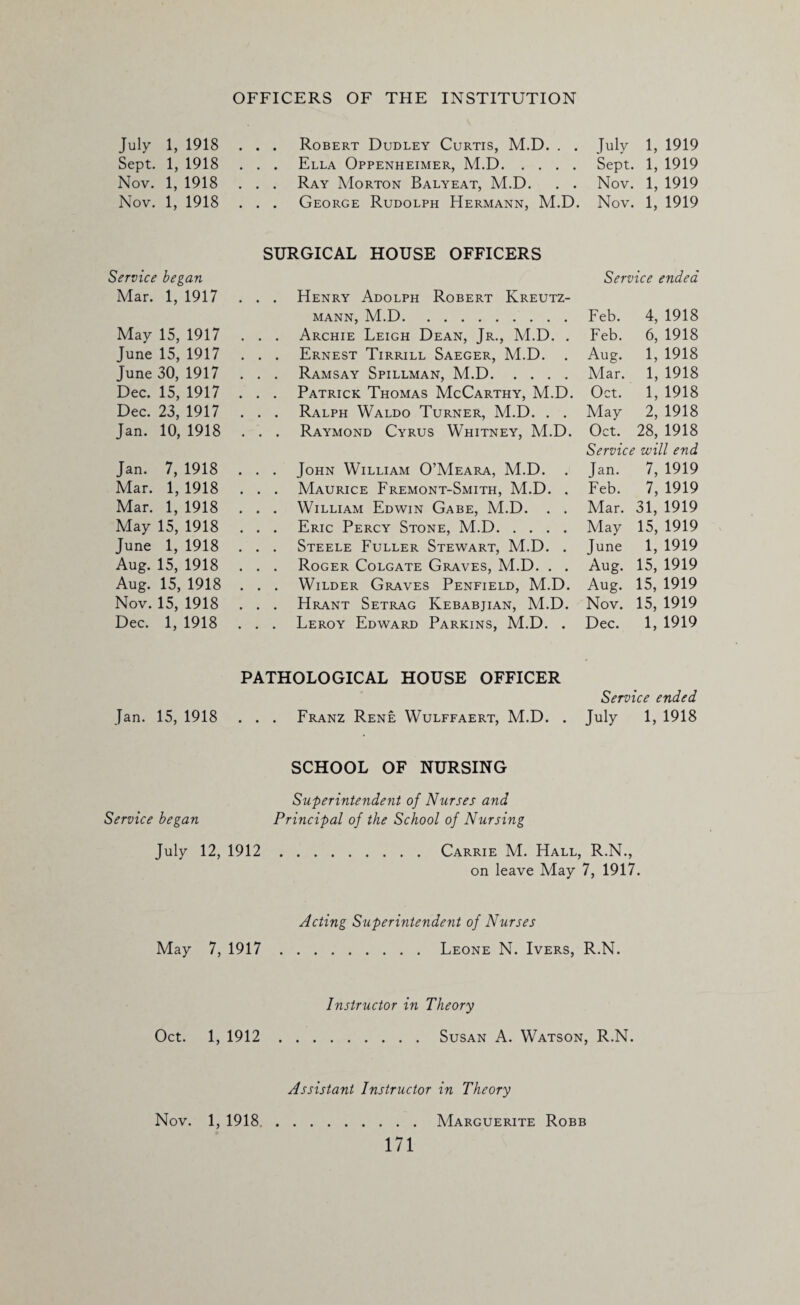 OFFICERS OF THE INSTITUTION
July 1, 1918 . . . Robert Dudley Curtis, M.D. . . July 1, 1919
Sept. 1, 1918 . . . Ella Oppenheimer, M.D. . . . . Sept. 1, 1919
Nov. 1, 1918 . . . Ray Morton Balyeat, M.D. . . Nov. 1, 1919
Nov. 1, 1918 . . . George Rudolph Hermann, M.D. Nov. 1, 1919
SURGICAL HOUSE OFFICERS
Service began Service ended
Mar. 1, 1917 . . . Henry Adolph Robert Kreutz-
mann, M.D. . . . . . . . . . Feb. 4, 1918
May 15, 1917 . . . Archie Leigh Dean, Jr., M.D. . Feb. 6, 1918
June 15, 1917 . . . Ernest Tirrill Saeger, M.D. . Aug. 1, 1918
June 30, 1917 . . . Ramsay Spillman, M.D. . . . . Mar. 1, 1918
Dec. 15, 1917 . . . Patrick Thomas McCarthy, M.D. Oct. 1, 1918
Dec. 23, 1917 . . . Ralph Waldo Turner, M.D. . . May 2, 1918
Jan. 10, 1918 . . . Raymond Cyrus Whitney, M.D. Oct. 28, 1918
Service will end
Jan. 7, 1918 . . . John William O'Meara, M.D. . Jan. 7, 1919
Mar. 1, 1918 . . . Maurice Fremont-Smith, M.D. . Feb. 7, 1919
Mar. 1, 1918 . . . William Edwin Gabe, M.D. . . Mar. 31, 1919
May 15, 1918 . . . Eric Percy Stone, M.D. . . . . May 15, 1919
June 1, 1918 . . . Steele Fuller Stewart, M.D. . June 1, 1919
Aug. 15, 1918 . . . Roger Colgate Graves, M.D. . . Aug. 15, 1919
Aug. 15, 1918 . . . Wilder Graves Penfield, M.D. Aug. 15, 1919
Nov. 15, 1918 . . . Hrant Setrag Kebabjian, M.D. Nov. 15, 1919
Dec. 1, 1918 . . . Leroy Edward Parkins, M.D. . Dec. 1, 1919
PATHOLOGICAL HOUSE OFFICER
Service ended
Jan. 15, 1918 . . . Franz Renê Wulffaert, M.D. . July 1, 1918
SCHOOL OF NURSING
Superintendent of Nurses and
Service began Principal of the School of Nursing
July 12, 1912 . . . . . . . . . Carrie M. Hall, R.N.,
on leave May 7, 1917.
Acting Superintendent of Nurses
May 7, 1917 . . . . . . . . . Leone N. Ivers, R.N.
Instructor in Theory
Oct. 1, 1912 . . . . . . . . . Susan A. Watson, R.N.
Assistant Instructor in Theory
Nov. 1, 1918. . . . . . . . . . Marguerite Robb
171